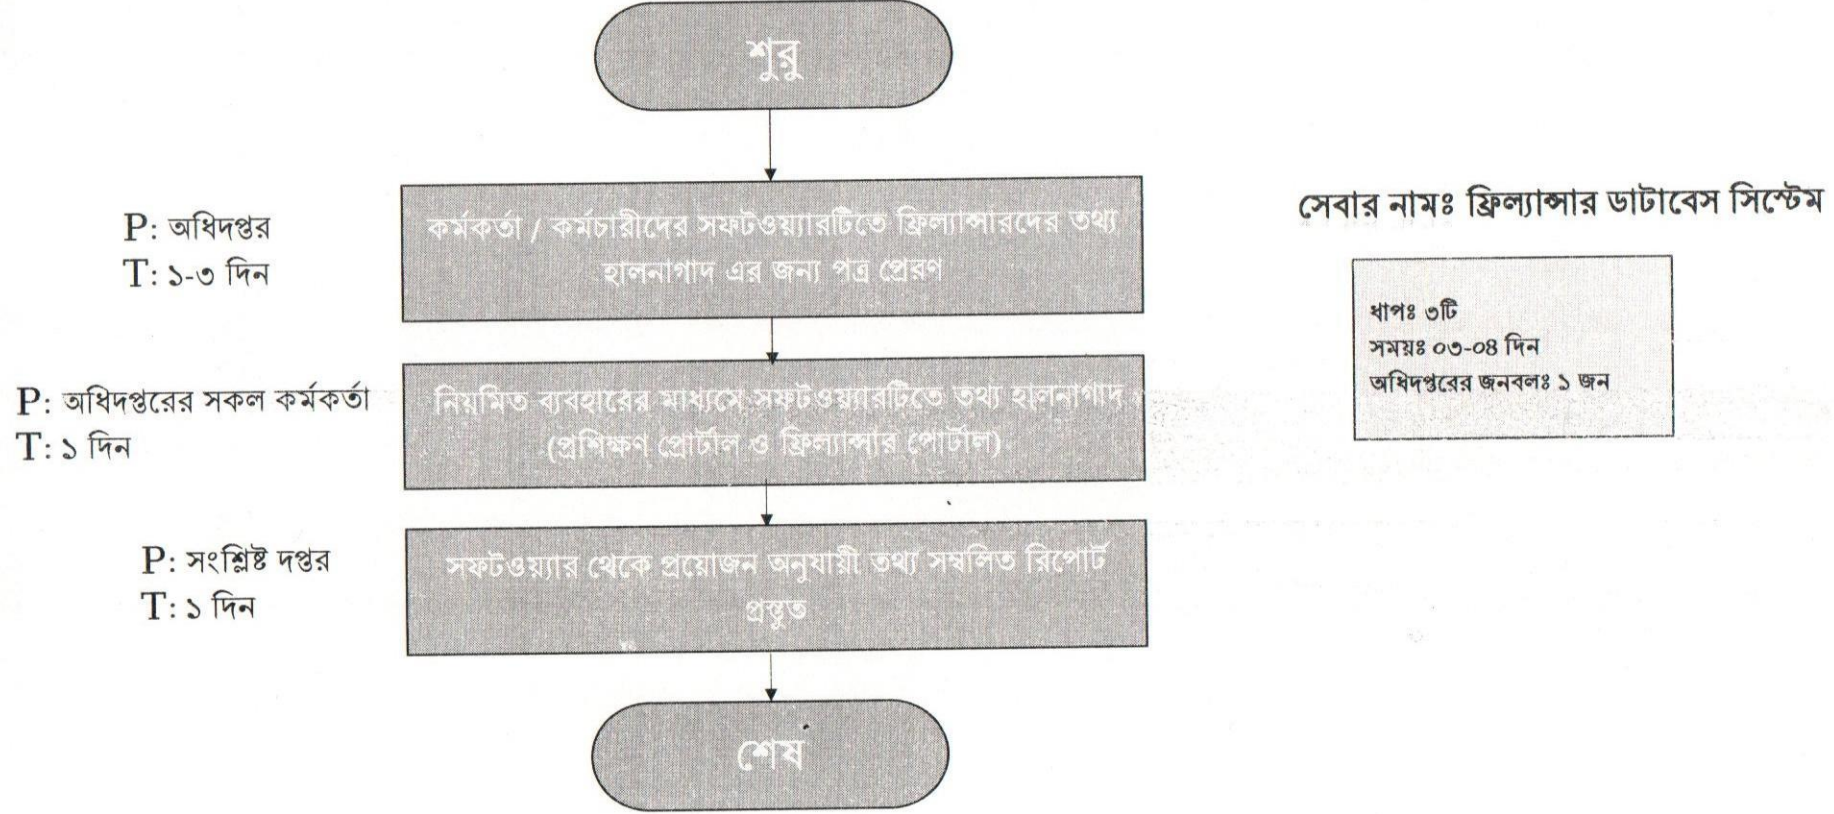 শুরু
সেবার নামঃ ফ্রিল্যান্সার ডাটাবেস সিস্টেম
P: অধিদপ্তর
T: ১-৩ দিন
কর্মকর্তা / কর্মচারীদের সফটওয়্যারটিতে ফ্রিল্যান্সারদের তথ্য
হালনাগাদ এর জন্য পত্র প্রেরণ
ধাপঃ ৩টি
সময়ঃ ০৩-০৪ দিন
অধিদপ্তরের জনবলঃ ১ জন
P: অধিদপ্তরের সকল কর্মকর্তা
T: ১ দিন
নিয়মিত ব্যবহারের মাধ্যমে সফটওয়্যারটিতে তথ্য হালনাগাদ
(প্রশিক্ষণ প্রোর্টাল ও ফ্রিল্যান্সার পোর্টাল)
P: সংশ্লিষ্ট দপ্তর
T: ১ দিন
সফটওয়্যার থেকে প্রয়োজন অনুযায়ী তথ্য সম্বলিত রিপোর্ট
প্রস্তুত
শেষ